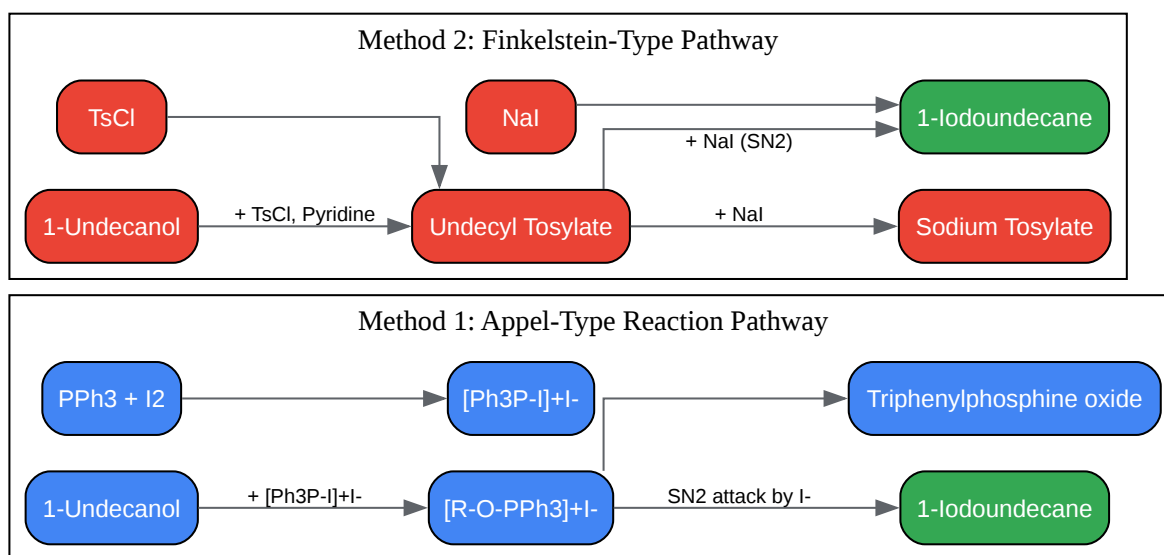 Method 2: Finkelstein-Type Pathway
TsCl
NaI
1-Iodoundecane
+ NaI (SN2)
1-Undecanol
+ TsCl, Pyridine
Undecyl Tosylate
+ NaI
Sodium Tosylate
Method 1: Appel-Type Reaction Pathway
PPh3 + I2
[Ph3P-I]+I-
Triphenylphosphine oxide
1-Undecanol
+ [Ph3P-I]+I-
[R-O-PPh3]+I-
SN2 attack by I-
1-Iodoundecane